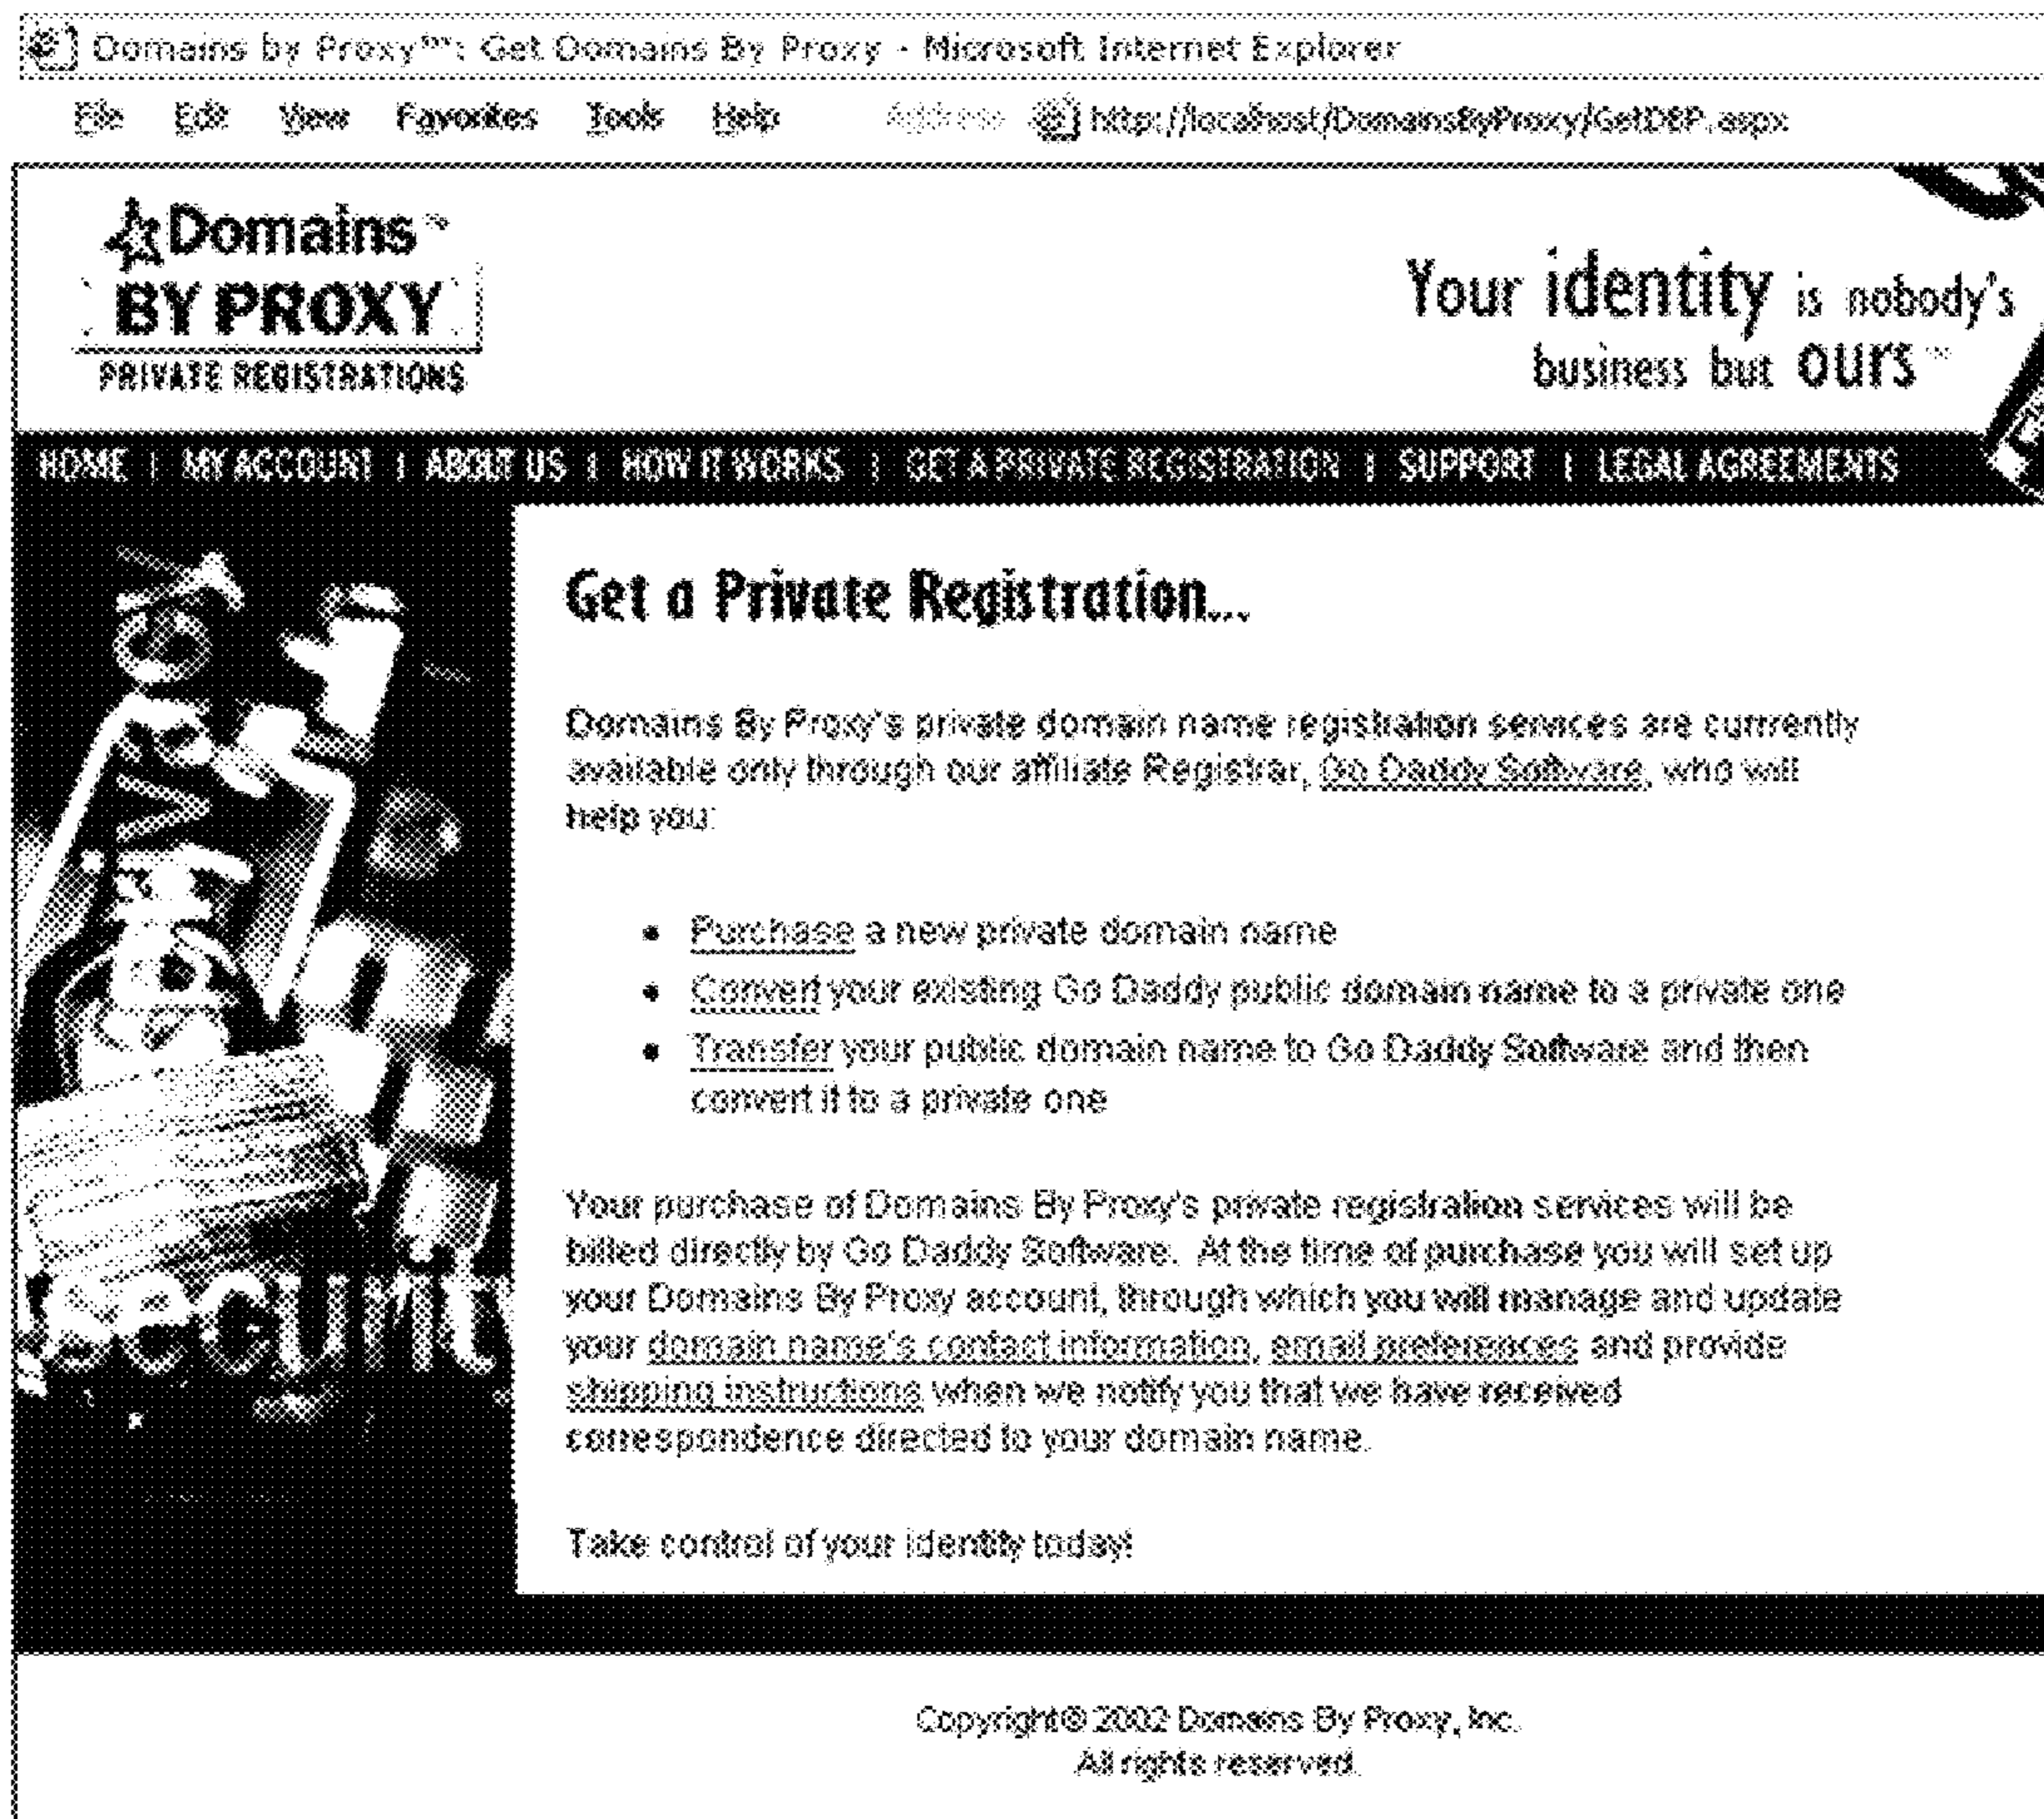 Domains by Proxy℠: Get Domains By Proxy - Microsoft Internet Explorer
File Edit View Favorites Tools Help Address http://localhost/DomainsByProxy/GetDBP.aspx
Domains
BY PROXY
PRIVATE REGISTRATIONS
Your identity is nobody's
business but ours
HOME | MY ACCOUNT | ABOUT US | HOW IT WORKS | GET A PRIVATE REGISTRATION | SUPPORT | LEGAL AGREEMENTS
Privacy
Get a Private Registration...
Domains By Proxy's private domain name registration services are currently
available only through our affiliate Registrar, Go Daddy Software, who will
help you:
• Purchase a new private domain name
• Convert your existing Go Daddy public domain name to a private one
• Transfer your public domain name to Go Daddy Software and then
convert it to a private one
Your purchase of Domains By Proxy's private registration services will be
billed directly by Go Daddy Software. At the time of purchase you will set up
your Domains By Proxy account, through which you will manage and update
your domain name's contact information, email preferences and provide
shipping instructions when we notify you that we have received
correspondence directed to your domain name.
Securit
Take control of your identity today!
Copyright© 2002 Domains By Proxy, Inc.
All rights reserved.